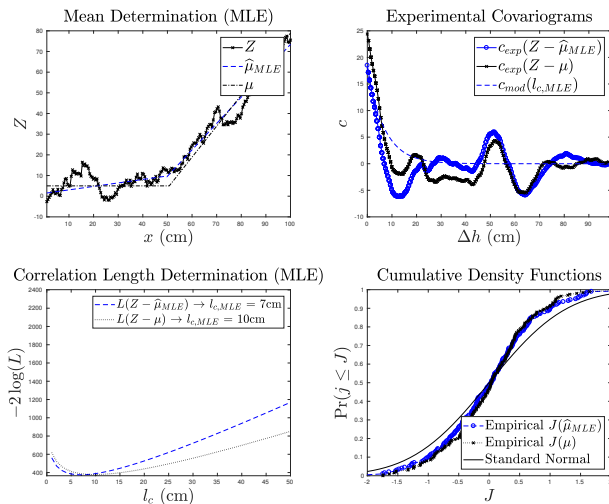 Mean Determination (MLE)
80
70
60
50
40
30
20
10
0
-10
0 10 20 30 40 50 60 70 80 90 100
Z
x (cm)
Z
μ̂_MLE
μ
Experimental Covariograms
25
20
15
10
5
0
-5
-10
0 10 20 30 40 50 60 70 80 90
c
Δh (cm)
c_exp(Z − μ̂_MLE)
c_exp(Z − μ)
c_mod(l_c,MLE)
Correlation Length Determination (MLE)
2400
2200
2000
1800
1600
1400
1200
1000
800
600
400
0 10 20 30 40 50
−2 log(L)
l_c (cm)
L(Z − μ̂_MLE) → l_c,MLE = 7cm
L(Z − μ) → l_c,MLE = 10cm
Cumulative Density Functions
1
0.9
0.8
0.7
0.6
0.5
0.4
0.3
0.2
0.1
0
-2 -1.5 -1 -0.5 0 0.5 1 1.5 2
Pr(j ≤ J)
J
Empirical J(μ̂_MLE)
Empirical J(μ)
Standard Normal